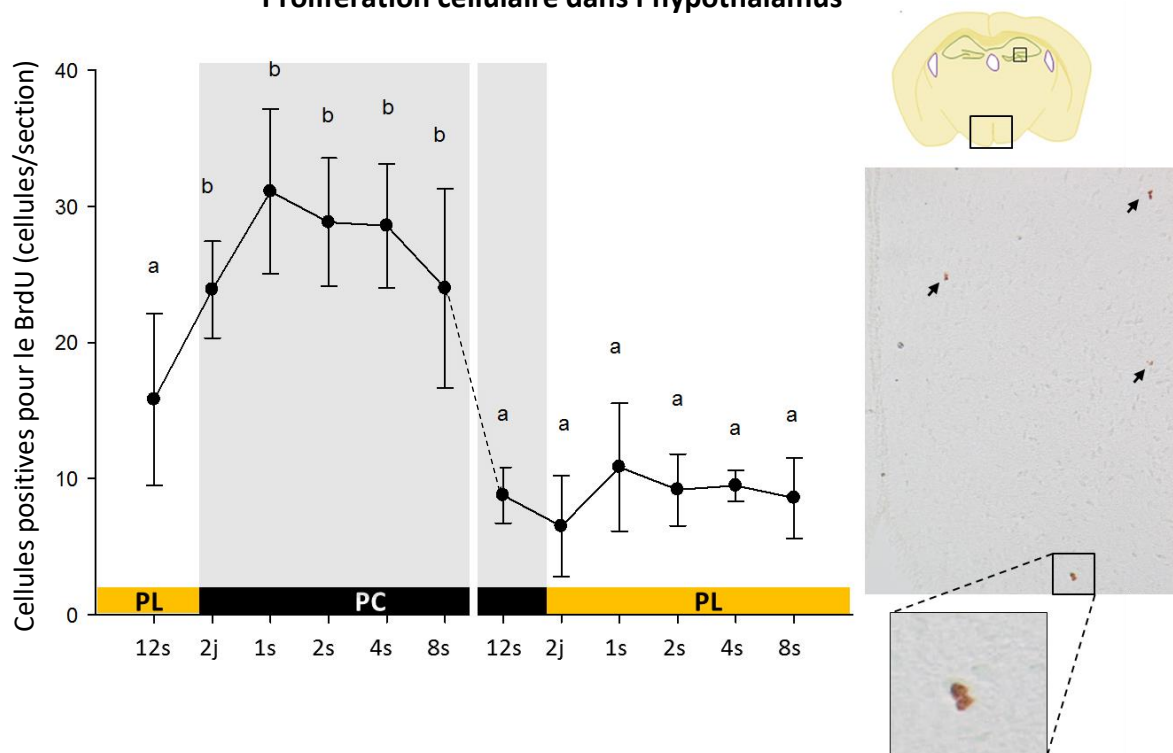 Prolifération cellulaire dans l'hypothalamus
Cellules positives pour le BrdU (cellules/section)
40
30
20
10
0
a
b
b
b
b
b
a
a
a
a
a
a
PL
PC
PL
12s 2j 1s 2s 4s 8s 12s 2j 1s 2s 4s 8s